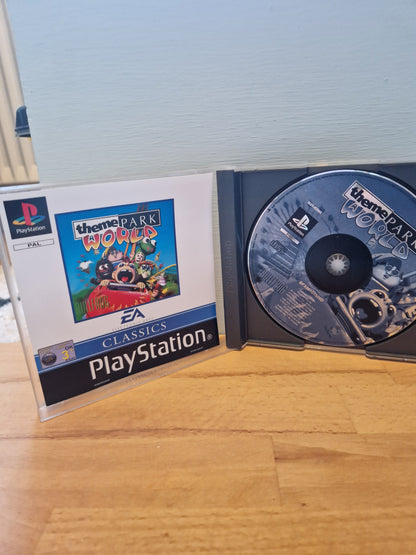 PlayStation
PAL
theme PARK
WORLD
EA
CLASSICS
3+
PlayStation
theme PARK
WORLD